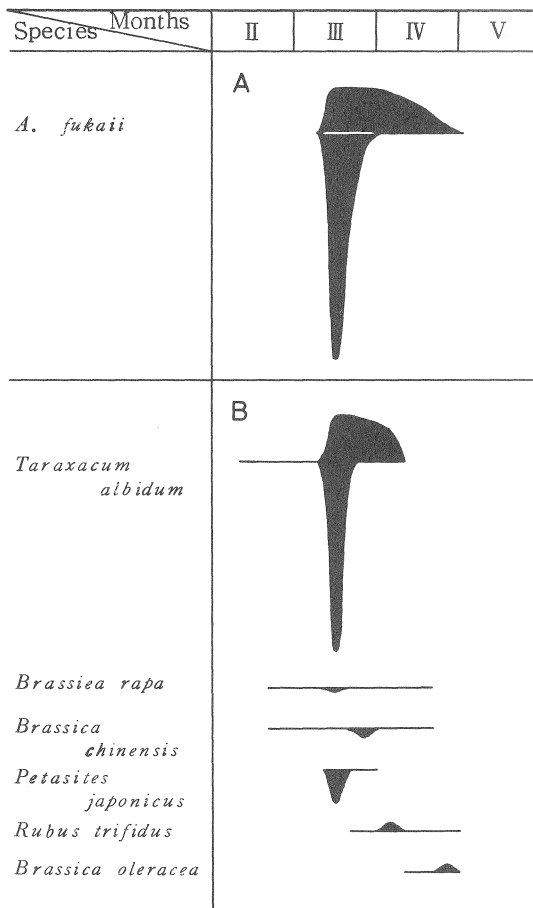 Months
Species
II III IV V
A
A. fukaii
B
Taraxacum
albidum
Brassiea rapa
Brassica
chinensis
Petasites
japonicus
Rubus trifidus
Brassica oleracea